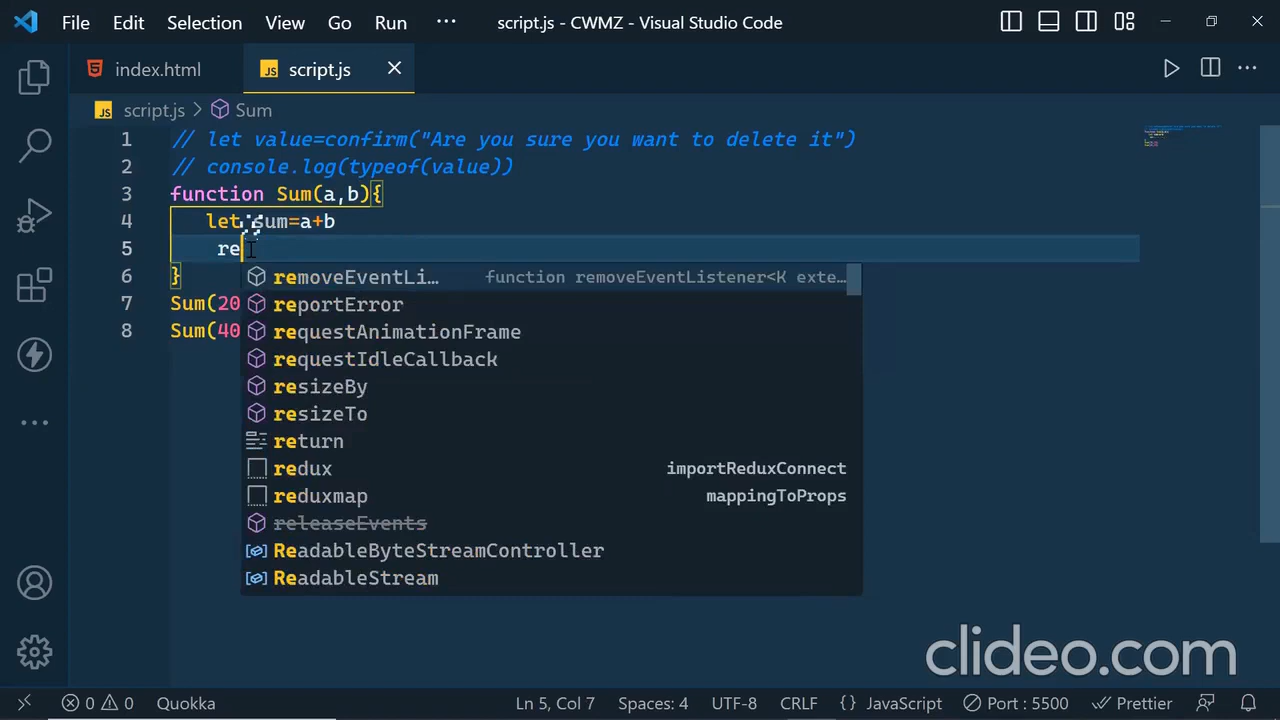 File Edit Selection View Go Run ··· script.js - CWMZ - Visual Studio Code
index.html JS script.js
JS script.js > Sum
1 // let value=confirm("Are you sure you want to delete it")
2 // console.log(typeof(value))
3 function Sum(a,b){
4 let sum=a+b
5 re
6 }
7 Sum(20
8 Sum(40
removeEventLi… function removeEventListener<K exte…
reportError
requestAnimationFrame
requestIdleCallback
resizeBy
resizeTo
return
redux importReduxConnect
reduxmap mappingToProps
releaseEvents
ReadableByteStreamController
ReadableStream
clideo.com
0 0 Quokka Ln 5, Col 7 Spaces: 4 UTF-8 CRLF {} JavaScript Port : 5500 Prettier